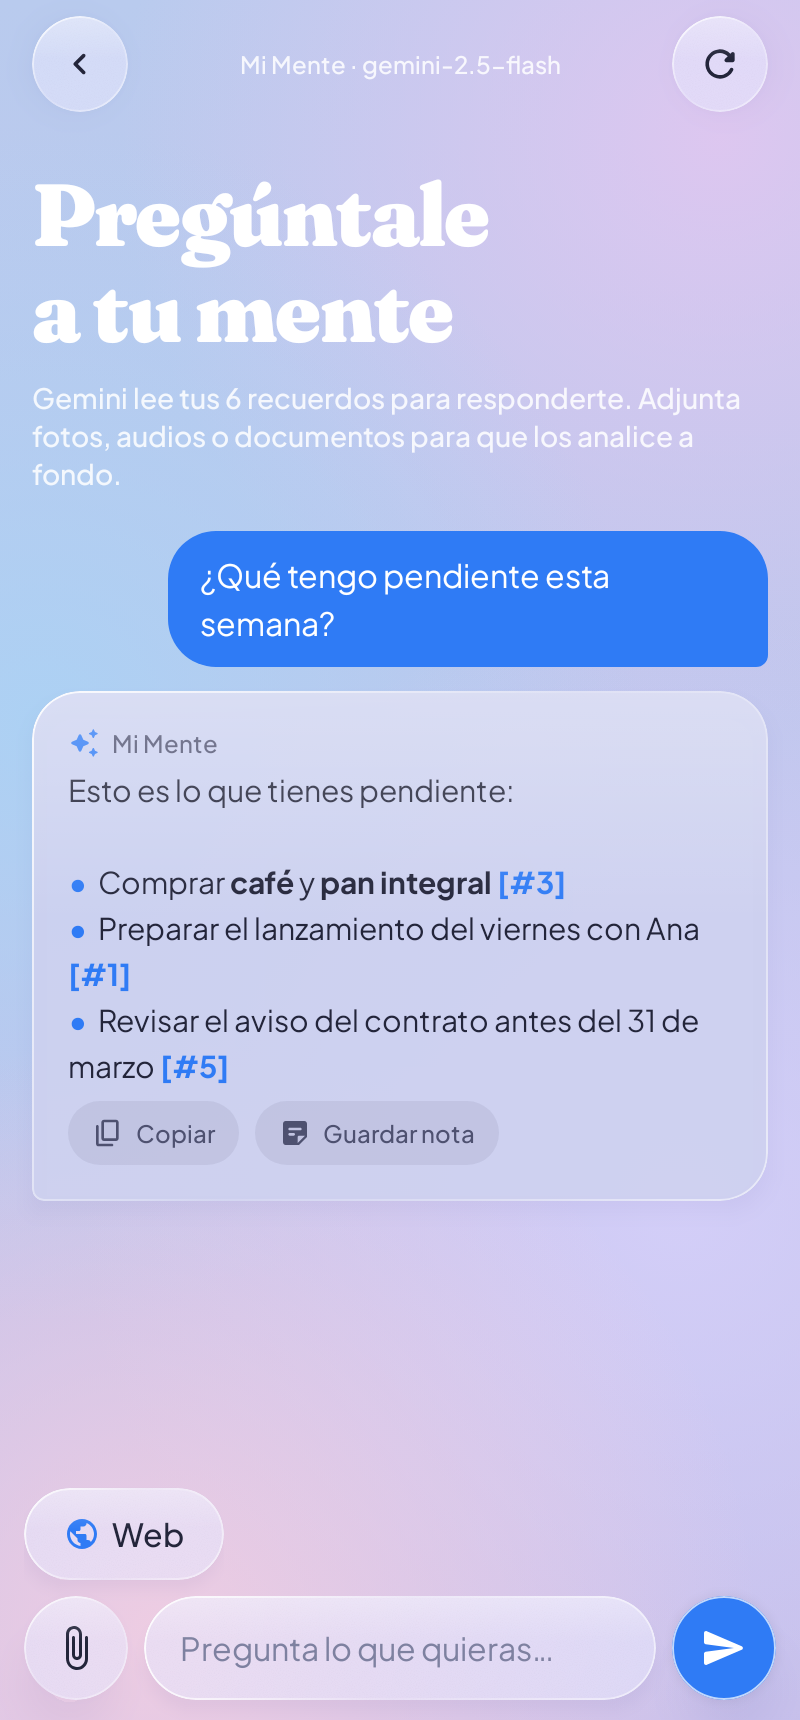 Mi Mente · gemini-2.5-flash
Pregúntale
a tu mente
Gemini lee tus 6 recuerdos para responderte. Adjunta
fotos, audios o documentos para que los analice a
fondo.
¿Qué tengo pendiente esta
semana?
Mi Mente
Esto es lo que tienes pendiente:
• Comprar café y pan integral [#3]
• Preparar el lanzamiento del viernes con Ana
[#1]
• Revisar el aviso del contrato antes del 31 de
marzo [#5]
Copiar Guardar nota
Web
Pregunta lo que quieras...